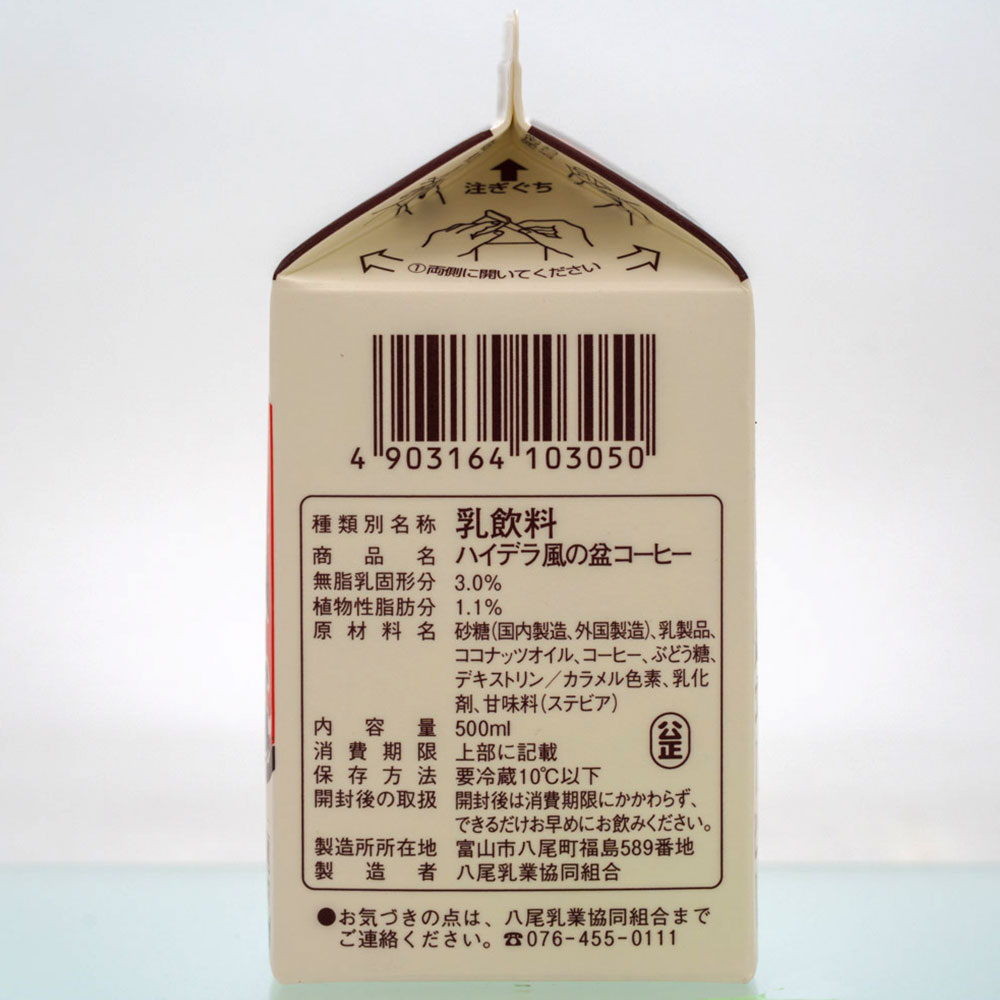 注ぎぐち
①両側に開いてください
4 903164 103050
種類別名称 乳飲料
商品名 ハイデラ風の盆コーヒー
無脂乳固形分 3.0%
植物性脂肪分 1.1%
原材料名 砂糖(国内製造、外国製造)、乳製品、
ココナッツオイル、コーヒー、ぶどう糖、
デキストリン／カラメル色素、乳化
剤、甘味料(ステビア)
内容量 500ml
消費期限 上部に記載
保存方法 要冷蔵10℃以下
開封後の取扱 開封後は消費期限にかかわらず、
できるだけお早めにお飲みください。
製造所所在地 富山市八尾町福島589番地
製造者 八尾乳業協同組合
公正
●お気づきの点は、八尾乳業協同組合まで
ご連絡ください。☎076-455-0111